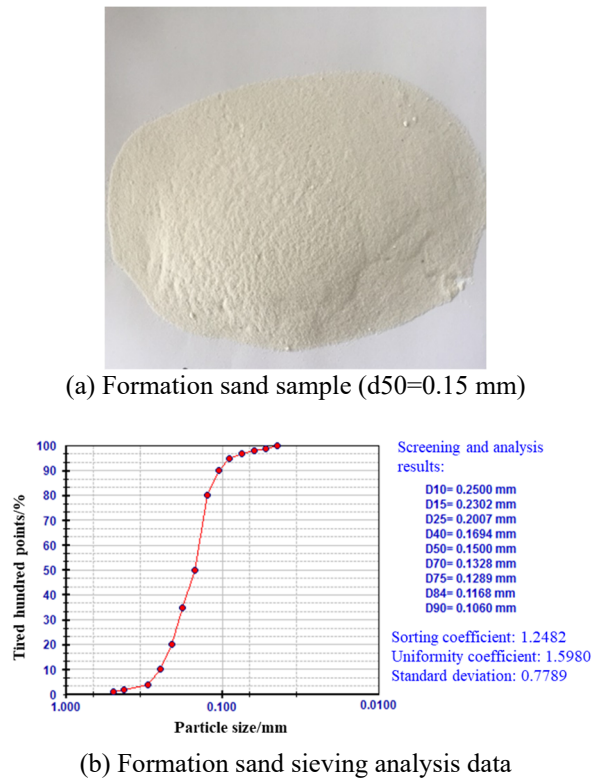 (a) Formation sand sample (d50=0.15 mm)
100
90
80
70
60
50
40
30
20
10
0
1.000
0.100
0.0100
Tired hundred points/%
Particle size/mm
Screening and analysis
results:
D10= 0.2500 mm
D15= 0.2302 mm
D25= 0.2007 mm
D40= 0.1694 mm
D50= 0.1500 mm
D70= 0.1328 mm
D75= 0.1289 mm
D84= 0.1168 mm
D90= 0.1060 mm
Sorting coefficient: 1.2482
Uniformity coefficient: 1.5980
Standard deviation: 0.7789
(b) Formation sand sieving analysis data